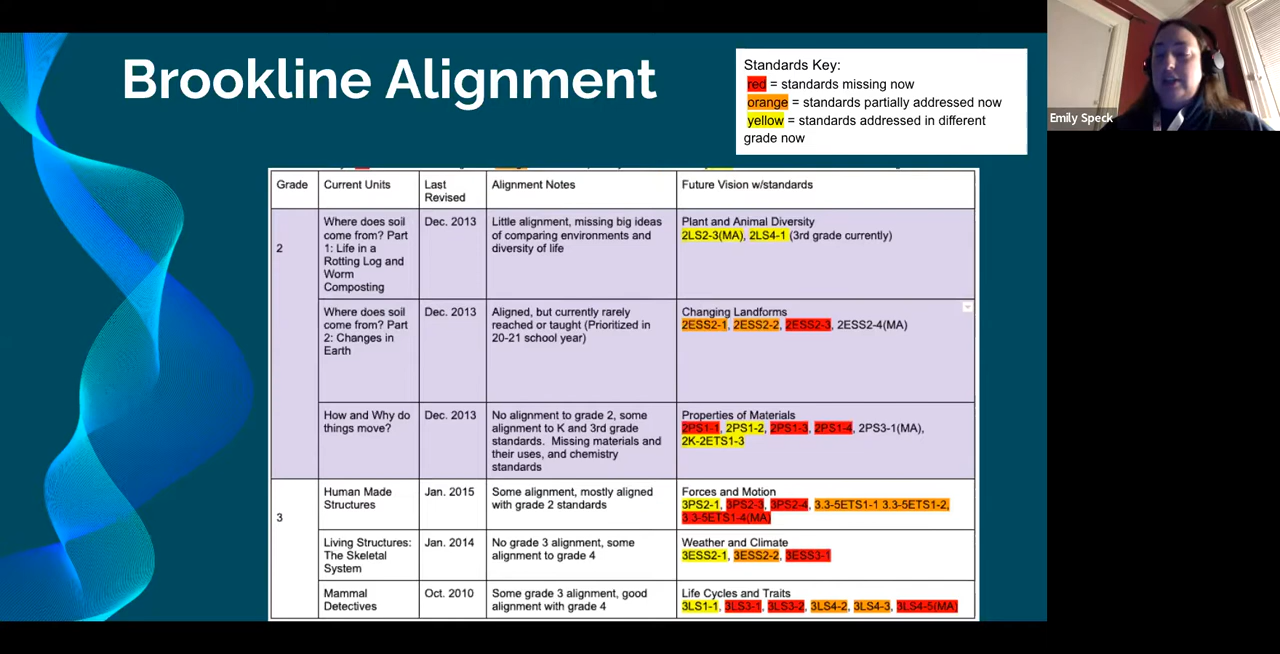 Brookline Alignment
Standards Key:
red = standards missing now
orange = standards partially addressed now
yellow = standards addressed in different
grade now
Emily Speck
Grade
Current Units
Last
Revised
Alignment Notes
Future Vision w/standards
2
Where does soil
come from? Part
1: Life in a
Rotting Log and
Worm
Composting
Dec. 2013
Little alignment, missing big ideas
of comparing environments and
diversity of life
Plant and Animal Diversity
2LS2-3(MA), 2LS4-1 (3rd grade currently)
Where does soil
come from? Part
2: Changes in
Earth
Dec. 2013
Aligned, but currently rarely
reached or taught (Prioritized in
20-21 school year)
Changing Landforms
2ESS2-1, 2ESS2-2, 2ESS2-3, 2ESS2-4(MA)
How and Why do
things move?
Dec. 2013
No alignment to grade 2, some
alignment to K and 3rd grade
standards. Missing materials and
their uses, and chemistry
standards
Properties of Materials
2PS1-1, 2PS1-2, 2PS1-3, 2PS1-4, 2PS3-1(MA),
2K-2ETS1-3
3
Human Made
Structures
Jan. 2015
Some alignment, mostly aligned
with grade 2 standards
Forces and Motion
3PS2-1, 3PS2-3, 3PS2-4, 3.3-5ETS1-1 3.3-5ETS1-2,
3.3-5ETS1-4(MA)
Living Structures:
The Skeletal
System
Jan. 2014
No grade 3 alignment, some
alignment to grade 4
Weather and Climate
3ESS2-1, 3ESS2-2, 3ESS3-1
Mammal
Detectives
Oct. 2010
Some grade 3 alignment, good
alignment with grade 4
Life Cycles and Traits
3LS1-1, 3LS3-1, 3LS3-2, 3LS4-2, 3LS4-3, 3LS4-5(MA)